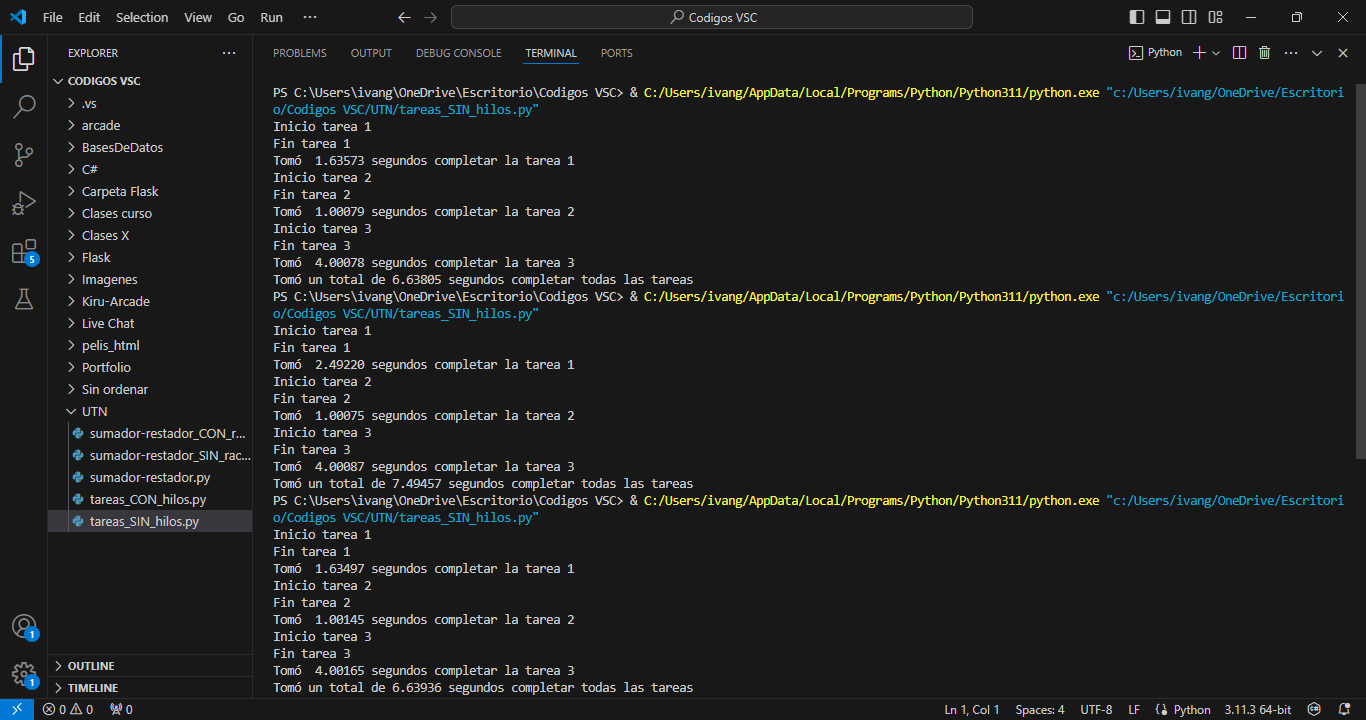 File Edit Selection View Go Run ··· Codigos VSC
EXPLORER ···
CODIGOS VSC
.vs
arcade
BasesDeDatos
C#
Carpeta Flask
Clases curso
Clases X
Flask
Imagenes
Kiru-Arcade
Live Chat
pelis_html
Portfolio
Sin ordenar
UTN
sumador-restador_CON_r...
sumador-restador_SIN_rac...
sumador-restador.py
tareas_CON_hilos.py
tareas_SIN_hilos.py
OUTLINE
TIMELINE
5
1
1
PROBLEMS OUTPUT DEBUG CONSOLE TERMINAL PORTS Python ···
PS C:\Users\ivang\OneDrive\Escritorio\Codigos VSC> & C:/Users/ivang/AppData/Local/Programs/Python/Python311/python.exe "c:/Users/ivang/OneDrive/Escritori
o/Codigos VSC/UTN/tareas_SIN_hilos.py"
Inicio tarea 1
Fin tarea 1
Tomó  1.63573 segundos completar la tarea 1
Inicio tarea 2
Fin tarea 2
Tomó  1.00079 segundos completar la tarea 2
Inicio tarea 3
Fin tarea 3
Tomó  4.00078 segundos completar la tarea 3
Tomó un total de 6.63805 segundos completar todas las tareas
PS C:\Users\ivang\OneDrive\Escritorio\Codigos VSC> & C:/Users/ivang/AppData/Local/Programs/Python/Python311/python.exe "c:/Users/ivang/OneDrive/Escritori
o/Codigos VSC/UTN/tareas_SIN_hilos.py"
Inicio tarea 1
Fin tarea 1
Tomó  2.49220 segundos completar la tarea 1
Inicio tarea 2
Fin tarea 2
Tomó  1.00075 segundos completar la tarea 2
Inicio tarea 3
Fin tarea 3
Tomó  4.00087 segundos completar la tarea 3
Tomó un total de 7.49457 segundos completar todas las tareas
PS C:\Users\ivang\OneDrive\Escritorio\Codigos VSC> & C:/Users/ivang/AppData/Local/Programs/Python/Python311/python.exe "c:/Users/ivang/OneDrive/Escritori
o/Codigos VSC/UTN/tareas_SIN_hilos.py"
Inicio tarea 1
Fin tarea 1
Tomó  1.63497 segundos completar la tarea 1
Inicio tarea 2
Fin tarea 2
Tomó  1.00145 segundos completar la tarea 2
Inicio tarea 3
Fin tarea 3
Tomó  4.00165 segundos completar la tarea 3
Tomó un total de 6.63936 segundos completar todas las tareas
0 0 0 Ln 1, Col 1 Spaces: 4 UTF-8 LF Python 3.11.3 64-bit